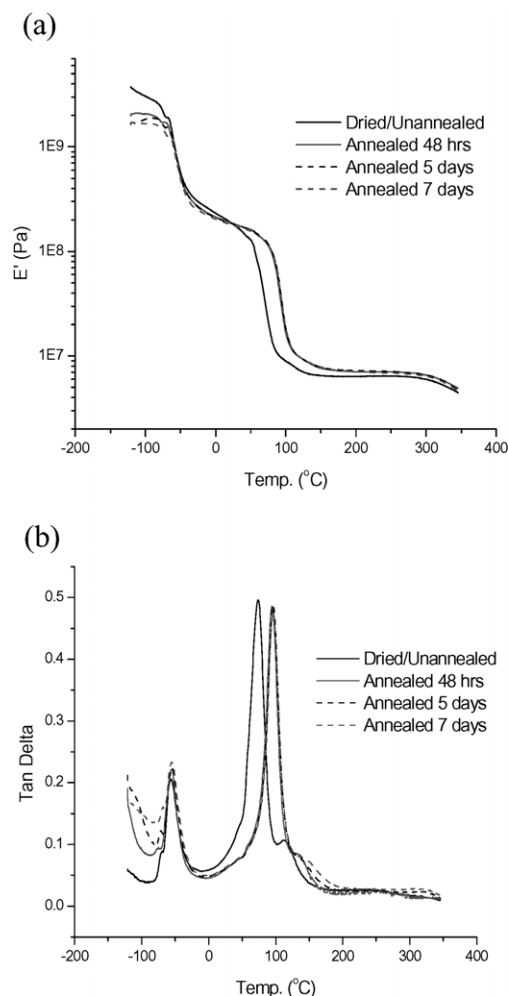 (a)
1E9
1E8
1E7
E' (Pa)
Dried/Unannealed
Annealed 48 hrs
Annealed 5 days
Annealed 7 days
-200 -100 0 100 200 300 400
Temp. (°C)
(b)
0.5
0.4
0.3
0.2
0.1
0.0
Tan Delta
Dried/Unannealed
Annealed 48 hrs
Annealed 5 days
Annealed 7 days
-200 -100 0 100 200 300 400
Temp. (°C)